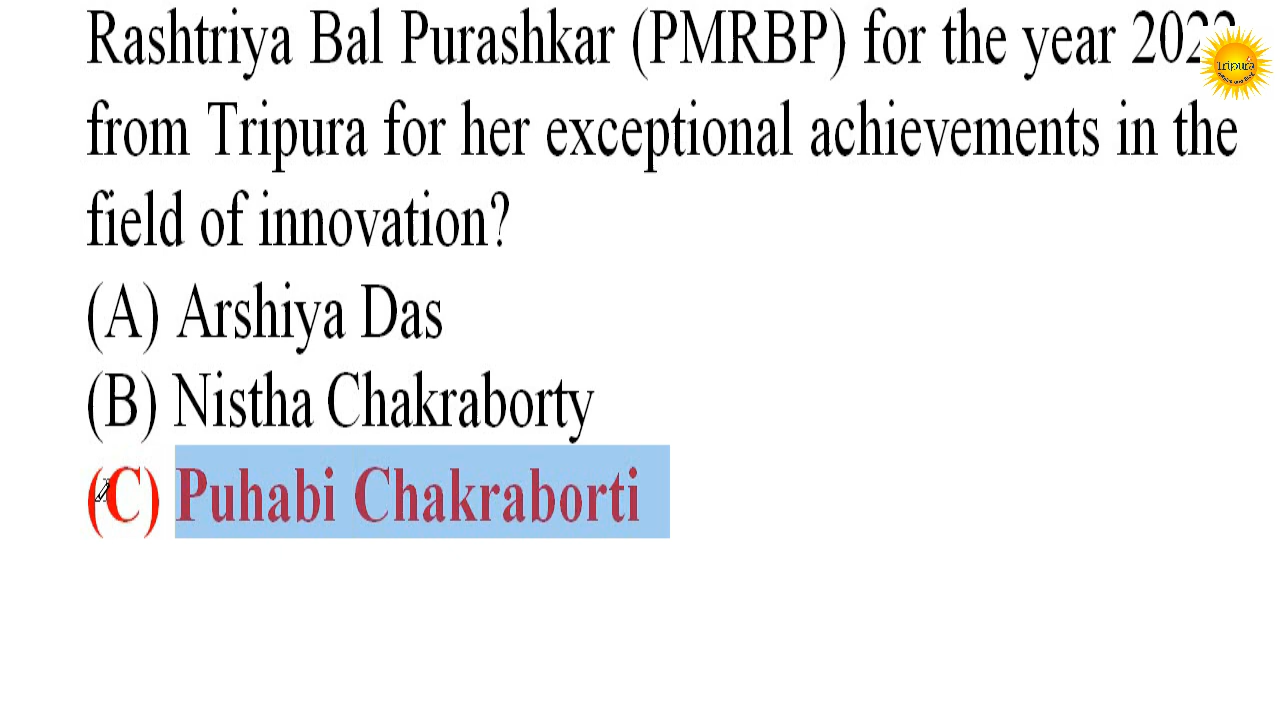 Rashtriya Bal Purashkar (PMRBP) for the year
from Tripura for her exceptional achievements in the
field of innovation?
(A) Arshiya Das
(B) Nistha Chakraborty
(C) Puhabi Chakraborti
Tripura